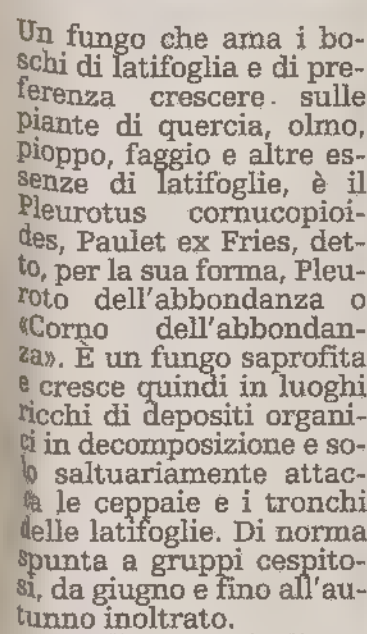 Un fungo che ama i bo-
schi di latifoglia e di pre-
ferenza crescere sulle
piante di quercia, olmo,
pioppo, faggio e altre es-
senze di latifoglie, è il
Pleurotus cornucopioi-
des, Paulet ex Fries, det-
to, per la sua forma, Pleu-
roto dell'abbondanza o
«Corno dell'abbondan-
za». È un fungo saprofita
e cresce quindi in luoghi
ricchi di depositi organi-
ci in decomposizione e so-
lo saltuariamente attac-
ca le ceppaie e i tronchi
delle latifoglie. Di norma
spunta a gruppi cespito-
si, da giugno e fino all'au-
tunno inoltrato.